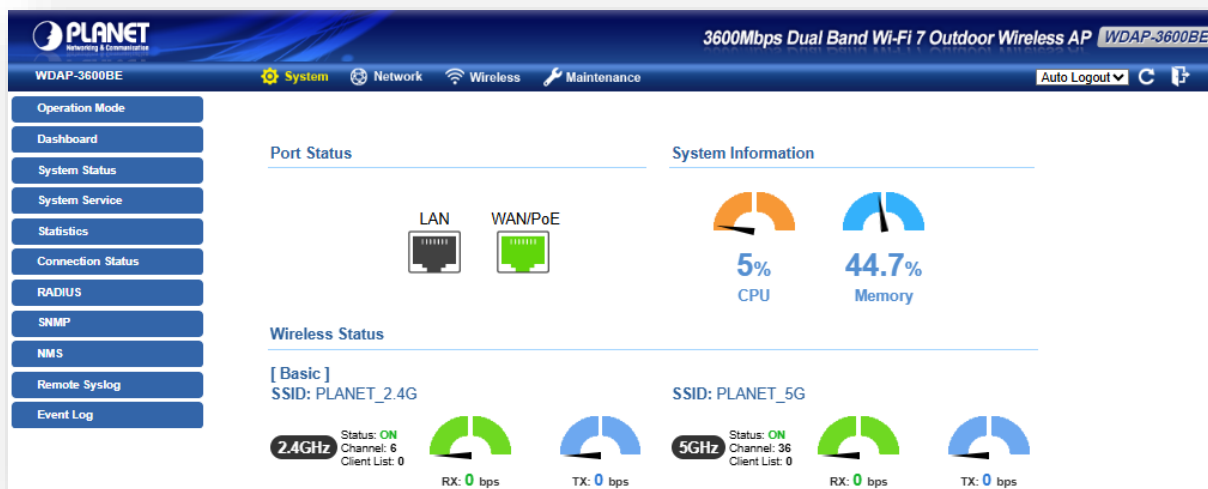 PLANET
Networking & Communication
3600Mbps Dual Band Wi-Fi 7 Outdoor Wireless AP WDAP-3600BE
WDAP-3600BE
System Network Wireless Maintenance
Auto Logout
Operation Mode
Dashboard
System Status
System Service
Statistics
Connection Status
RADIUS
SNMP
NMS
Remote Syslog
Event Log
Port Status
LAN WAN/PoE
System Information
5% 44.7%
CPU Memory
Wireless Status
[ Basic ]
SSID: PLANET_2.4G
2.4GHz
Status: ON
Channel: 6
Client List: 0
RX: 0 bps TX: 0 bps
SSID: PLANET_5G
5GHz
Status: ON
Channel: 36
Client List: 0
RX: 0 bps TX: 0 bps